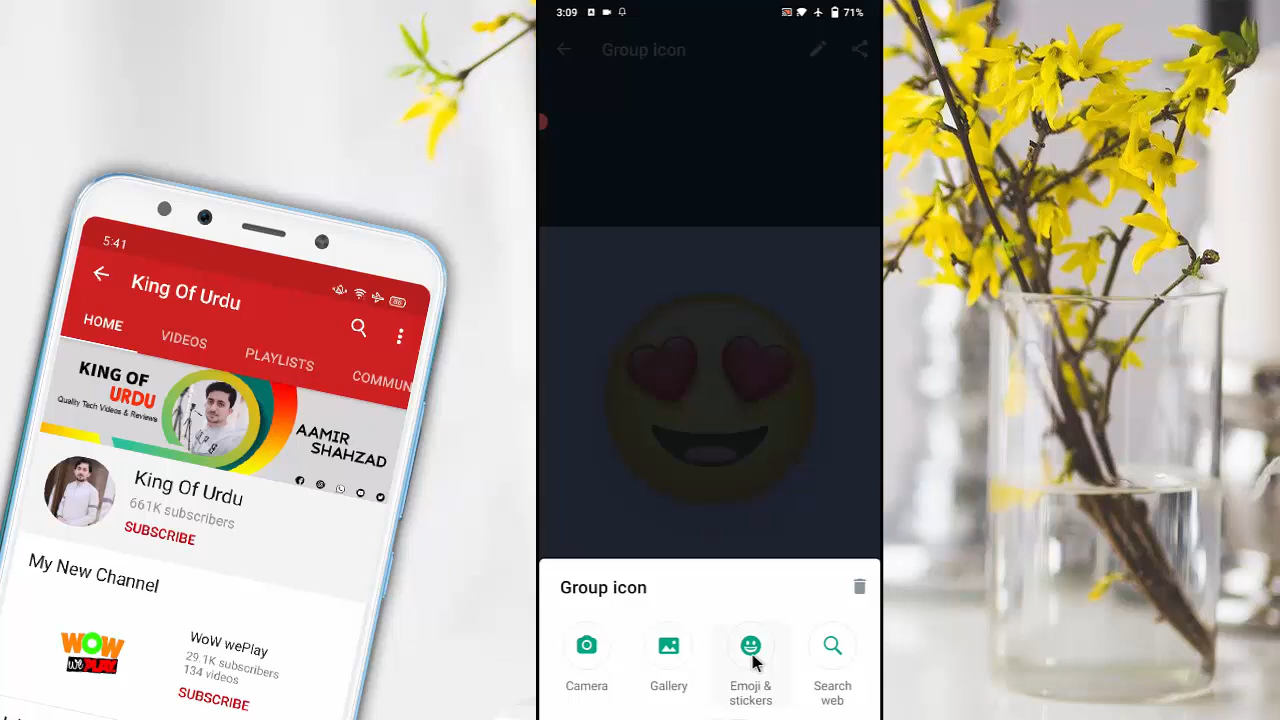 5:41
King Of Urdu
HOME
VIDEOS
PLAYLISTS
COMMUN
KING OF
URDU
Quality Tech Videos & Reviews
AAMIR
SHAHZAD
King Of Urdu
661K subscribers
SUBSCRIBE
My New Channel
WOW
wePLAY
WoW wePlay
29.1K subscribers
134 videos
SUBSCRIBE
3:09
71%
Group icon
Group icon
Camera
Gallery
Emoji &
stickers
Search
web